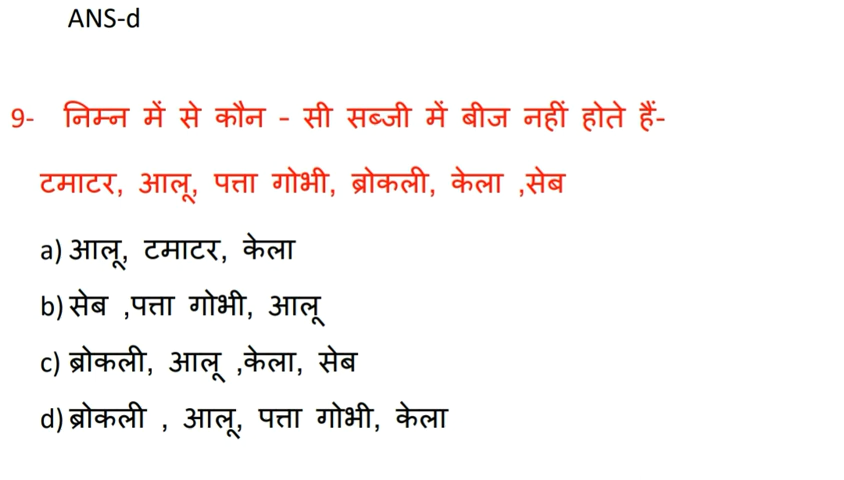 ANS-d
9- निम्न में से कौन - सी सब्जी में बीज नहीं होते हैं-
टमाटर, आलू, पत्ता गोभी, ब्रोकली, केला ,सेब
a) आलू, टमाटर, केला
b) सेब ,पत्ता गोभी, आलू
c) ब्रोकली, आलू ,केला, सेब
d) ब्रोकली , आलू, पत्ता गोभी, केला